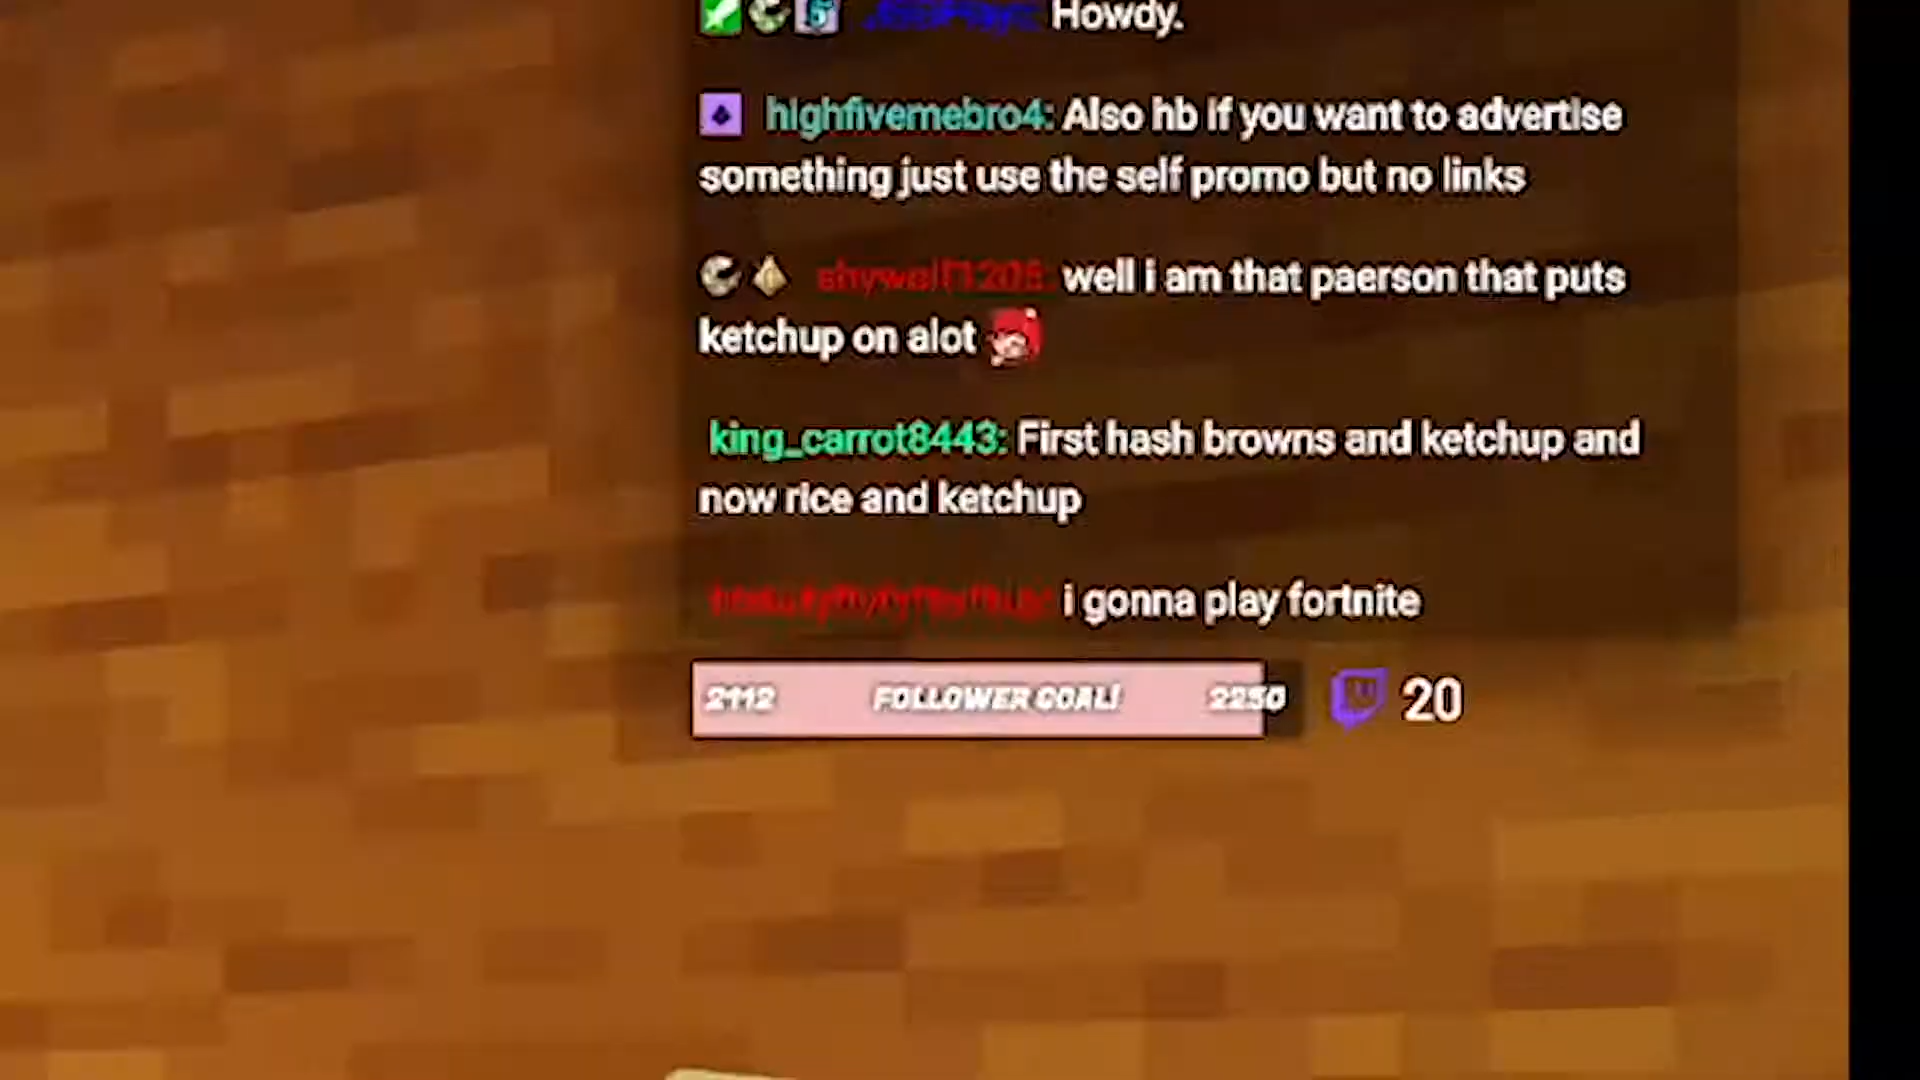 Howdy.
highfivemebro4: Also hb if you want to advertise
something just use the self promo but no links
shywolf1205: well i am that paerson that puts
ketchup on alot
king_carrot8443: First hash browns and ketchup and
now rice and ketchup
i gonna play fortnite
2112 FOLLOWER GOAL! 2250 20